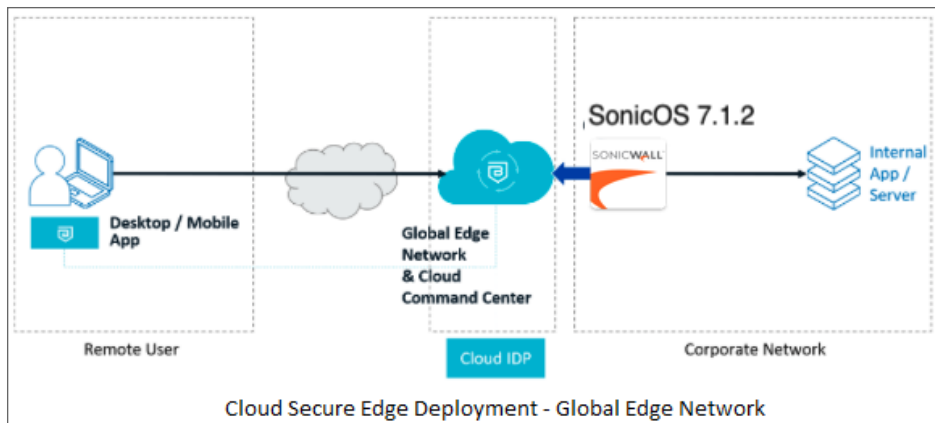 SonicOS 7.1.2
SONICWALL
Internal
App /
Server
Desktop / Mobile
App
Global Edge
Network
& Cloud
Command Center
Remote User
Cloud IDP
Corporate Network
Cloud Secure Edge Deployment - Global Edge Network